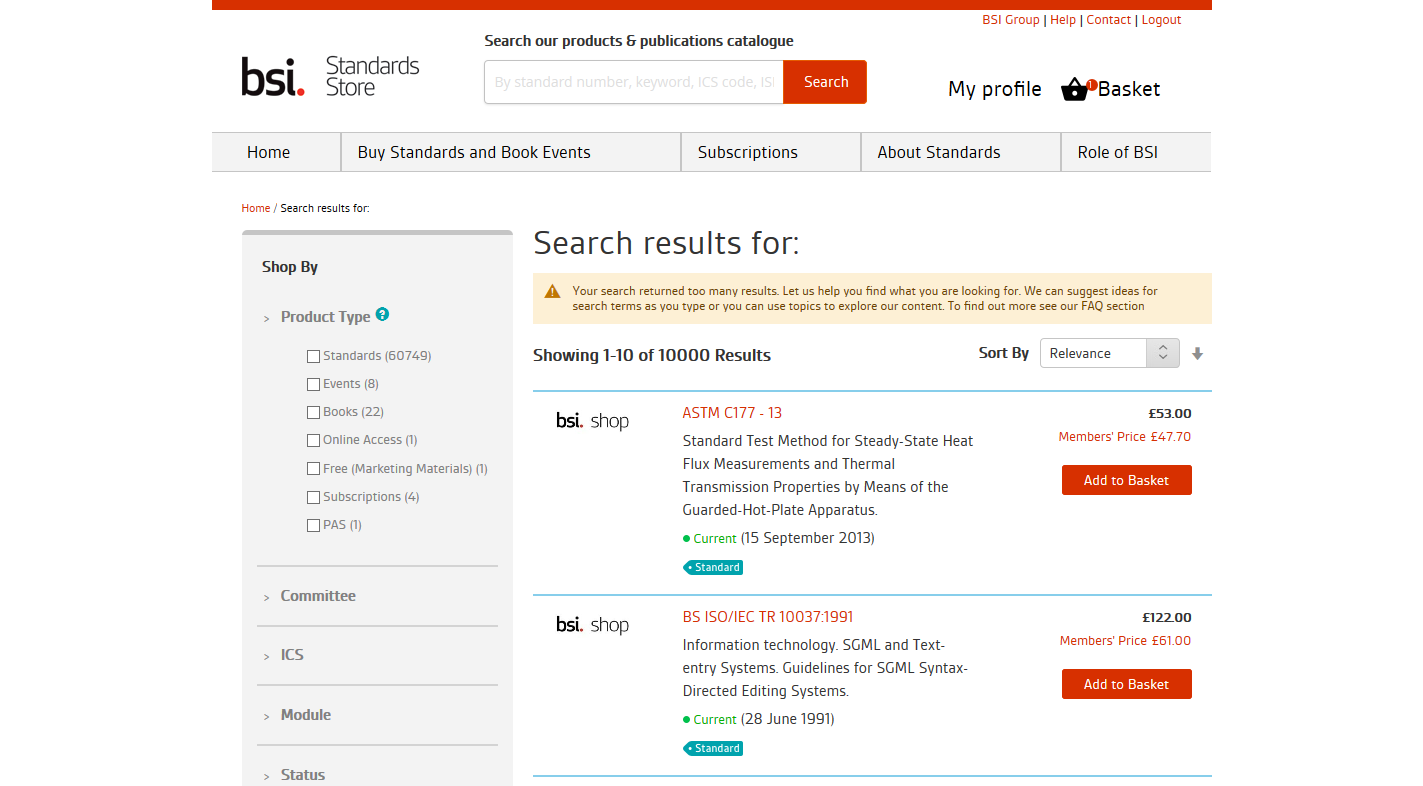 BSI Group | Help | Contact | Logout
Search our products & publications catalogue
bsi. Standards
Store
By standard number, keyword, ICS code, ISI
Search
My profile
1
Basket
Home
Buy Standards and Book Events
Subscriptions
About Standards
Role of BSI
Home / Search results for:
Shop By
> Product Type ?
Standards (60749)
Events (8)
Books (22)
Online Access (1)
Free (Marketing Materials) (1)
Subscriptions (4)
PAS (1)
> Committee
> ICS
> Module
> Status
Search results for:
Your search returned too many results. Let us help you find what you are looking for. We can suggest ideas for
search terms as you type or you can use topics to explore our content. To find out more see our FAQ section
Showing 1-10 of 10000 Results
Sort By
Relevance
bsi. shop
ASTM C177 - 13
Standard Test Method for Steady-State Heat
Flux Measurements and Thermal
Transmission Properties by Means of the
Guarded-Hot-Plate Apparatus.
Current (15 September 2013)
Standard
£53.00
Members' Price £47.70
Add to Basket
bsi. shop
BS ISO/IEC TR 10037:1991
Information technology. SGML and Text-
entry Systems. Guidelines for SGML Syntax-
Directed Editing Systems.
Current (28 June 1991)
Standard
£122.00
Members' Price £61.00
Add to Basket